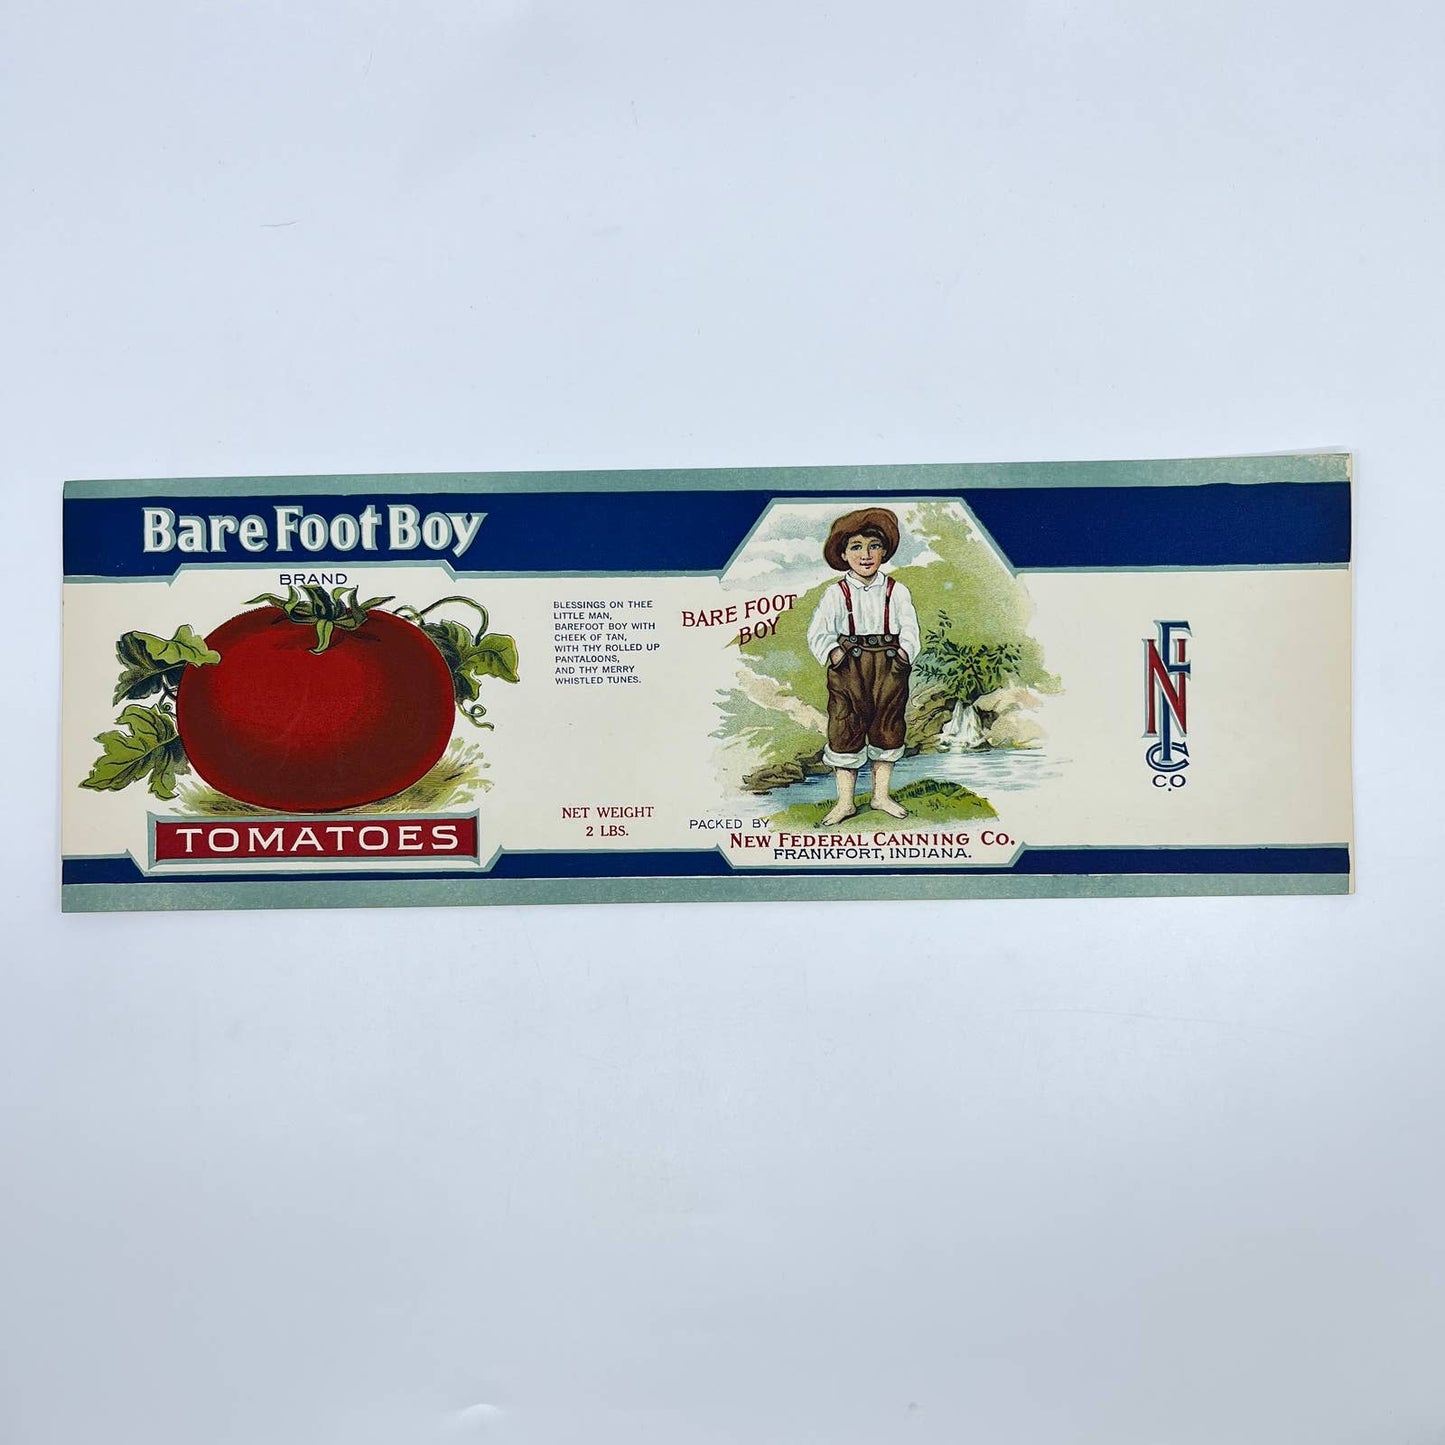 Bare Foot Boy
BRAND
TOMATOES
BLESSINGS ON THEE
LITTLE MAN,
BAREFOOT BOY WITH
CHEEK OF TAN,
WITH THY ROLLED UP
PANTALOONS,
AND THY MERRY
WHISTLED TUNES.
NET WEIGHT
2 LBS.
BARE FOOT
BOY
PACKED BY
NEW FEDERAL CANNING CO.
FRANKFORT, INDIANA.
NFC
CO